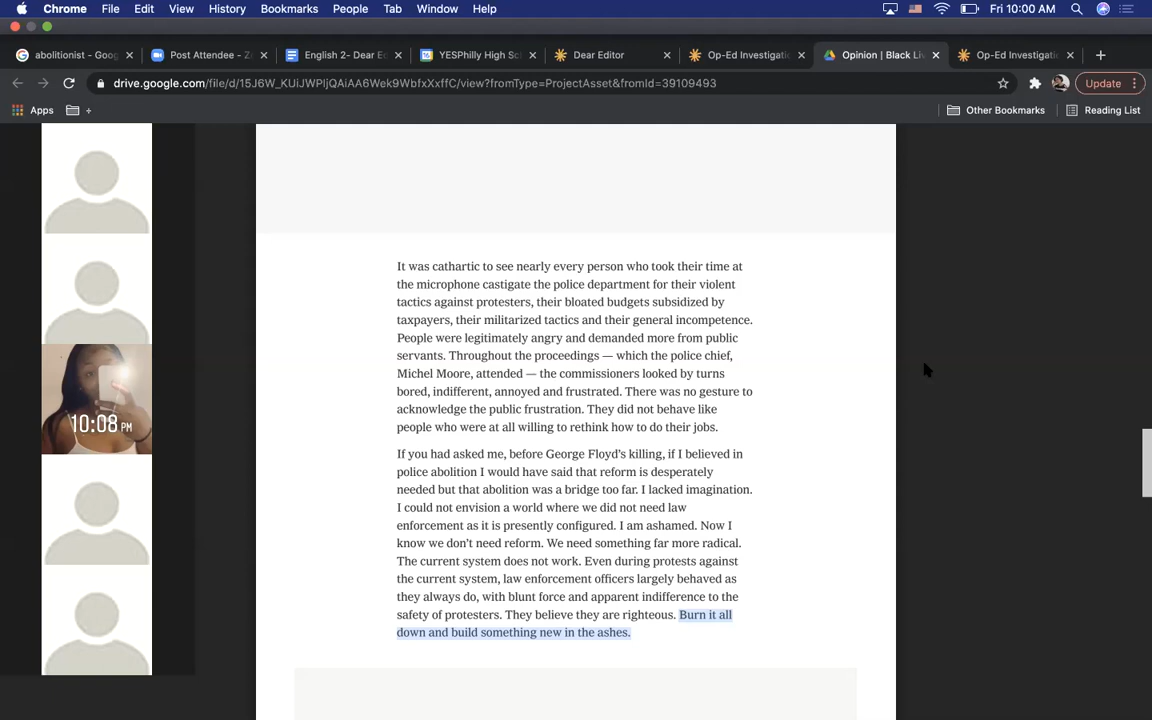 Chrome File Edit View History Bookmarks People Tab Window Help Fri 10:00 AM
abolitionist - Goog Post Attendee - Z English 2- Dear Ed YESPhilly High Sc Dear Editor Op-Ed Investigatio Opinion | Black Liv Op-Ed Investigatio
drive.google.com/file/d/15J6W_KUiJWPIjQAiAA6Wek9WbfxXxffC/view?fromType=ProjectAsset&fromId=39109493 Update
Apps Other Bookmarks Reading List
It was cathartic to see nearly every person who took their time at
the microphone castigate the police department for their violent
tactics against protesters, their bloated budgets subsidized by
taxpayers, their militarized tactics and their general incompetence.
People were legitimately angry and demanded more from public
servants. Throughout the proceedings — which the police chief,
Michel Moore, attended — the commissioners looked by turns
bored, indifferent, annoyed and frustrated. There was no gesture to
acknowledge the public frustration. They did not behave like
people who were at all willing to rethink how to do their jobs.
10:08 PM
If you had asked me, before George Floyd's killing, if I believed in
police abolition I would have said that reform is desperately
needed but that abolition was a bridge too far. I lacked imagination.
I could not envision a world where we did not need law
enforcement as it is presently configured. I am ashamed. Now I
know we don't need reform. We need something far more radical.
The current system does not work. Even during protests against
the current system, law enforcement officers largely behaved as
they always do, with blunt force and apparent indifference to the
safety of protesters. They believe they are righteous. Burn it all
down and build something new in the ashes.